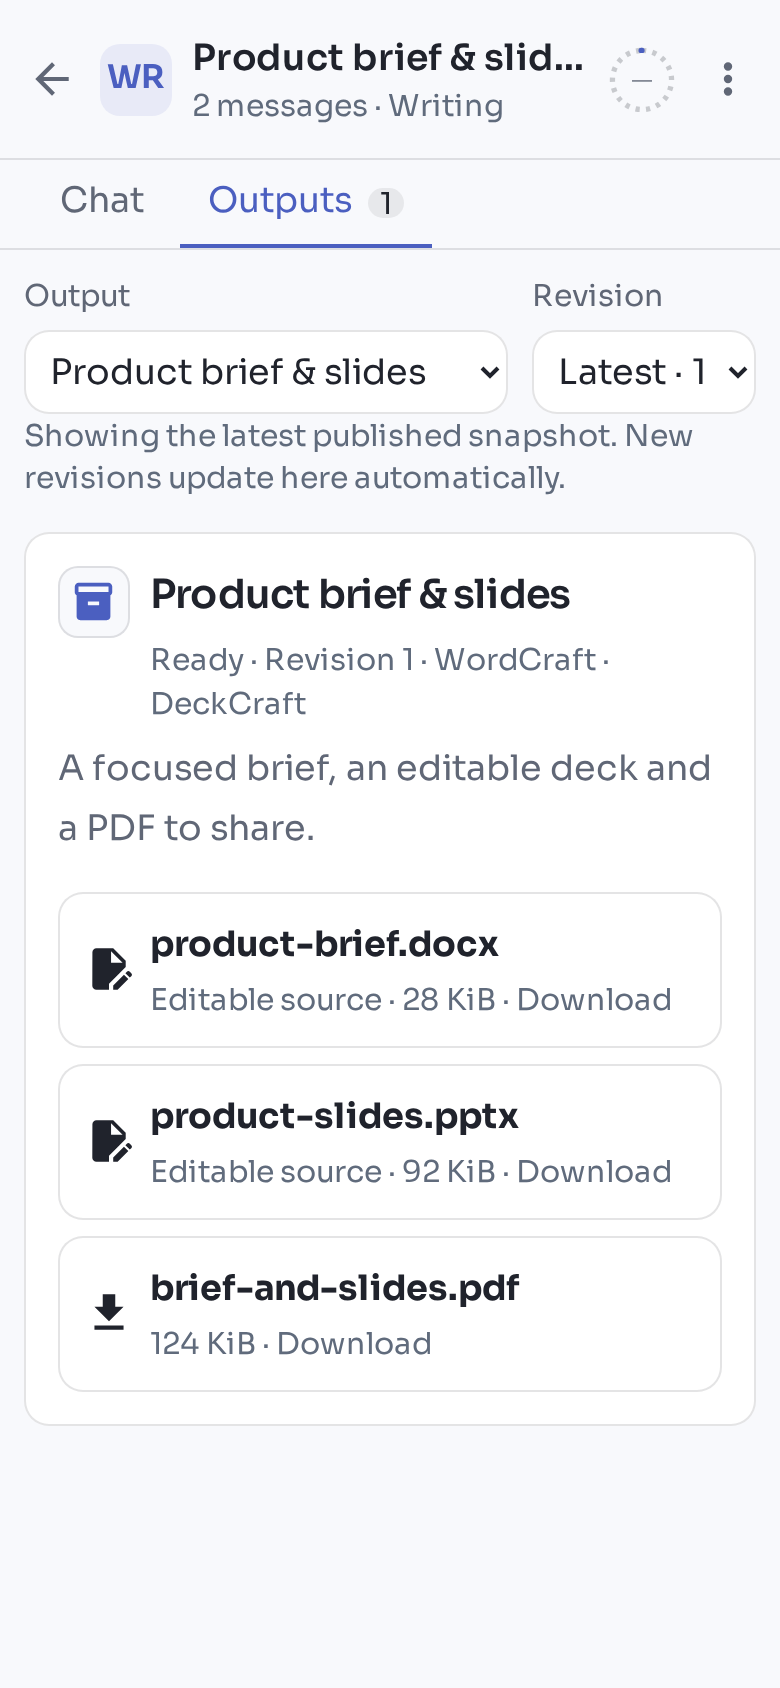 WR
Product brief & slid...
2 messages · Writing
–
Chat
Outputs 1
Output
Revision
Product brief & slides
Latest · 1
Showing the latest published snapshot. New
revisions update here automatically.
Product brief & slides
Ready · Revision 1 · WordCraft ·
DeckCraft
A focused brief, an editable deck and
a PDF to share.
product-brief.docx
Editable source · 28 KiB · Download
product-slides.pptx
Editable source · 92 KiB · Download
brief-and-slides.pdf
124 KiB · Download